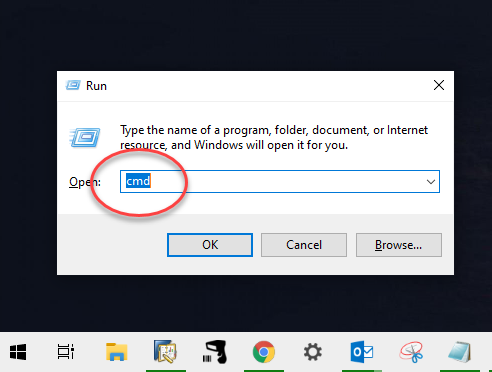 Run
Type the name of a program, folder, document, or Internet
resource, and Windows will open it for you.
Open: cmd
OK Cancel Browse...